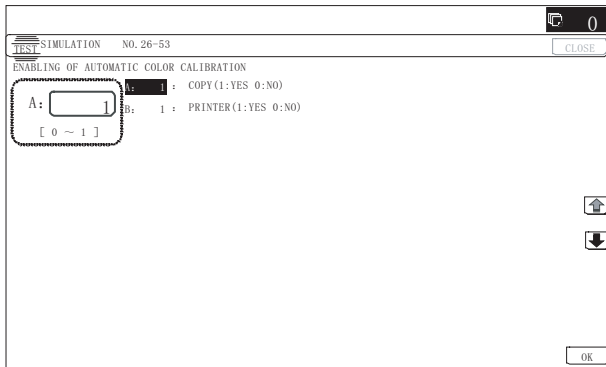 0
TEST SIMULATION NO.26-53
CLOSE
ENABLING OF AUTOMATIC COLOR CALIBRATION
A: 1 : COPY(1:YES 0:NO)
A: 1
B: 1 : PRINTER(1:YES 0:NO)
[ 0 ~ 1 ]
OK